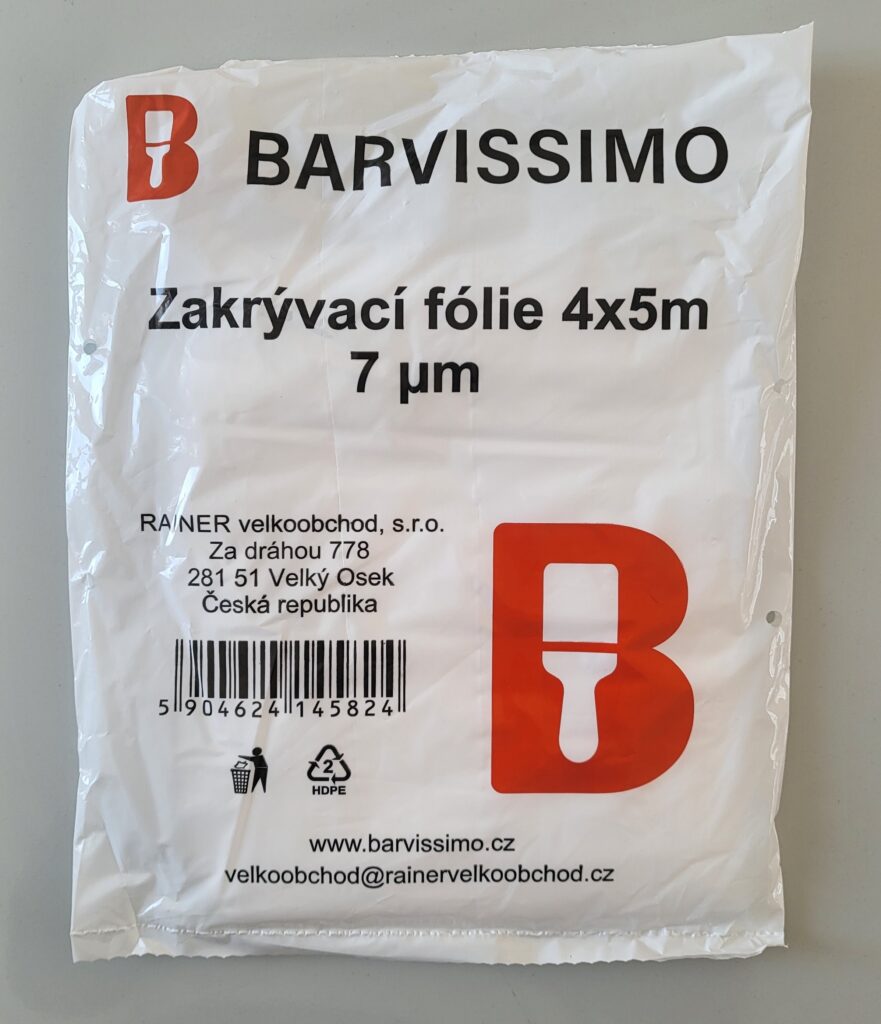 B BARVISSIMO
Zakrývací fólie 4x5m
7 µm
RAINER velkoobchod, s.r.o.
Za dráhou 778
281 51 Velký Osek
Česká republika
5 904624 145824
2
HDPE
B
www.barvissimo.cz
velkoobchod@rainervelkoobchod.cz